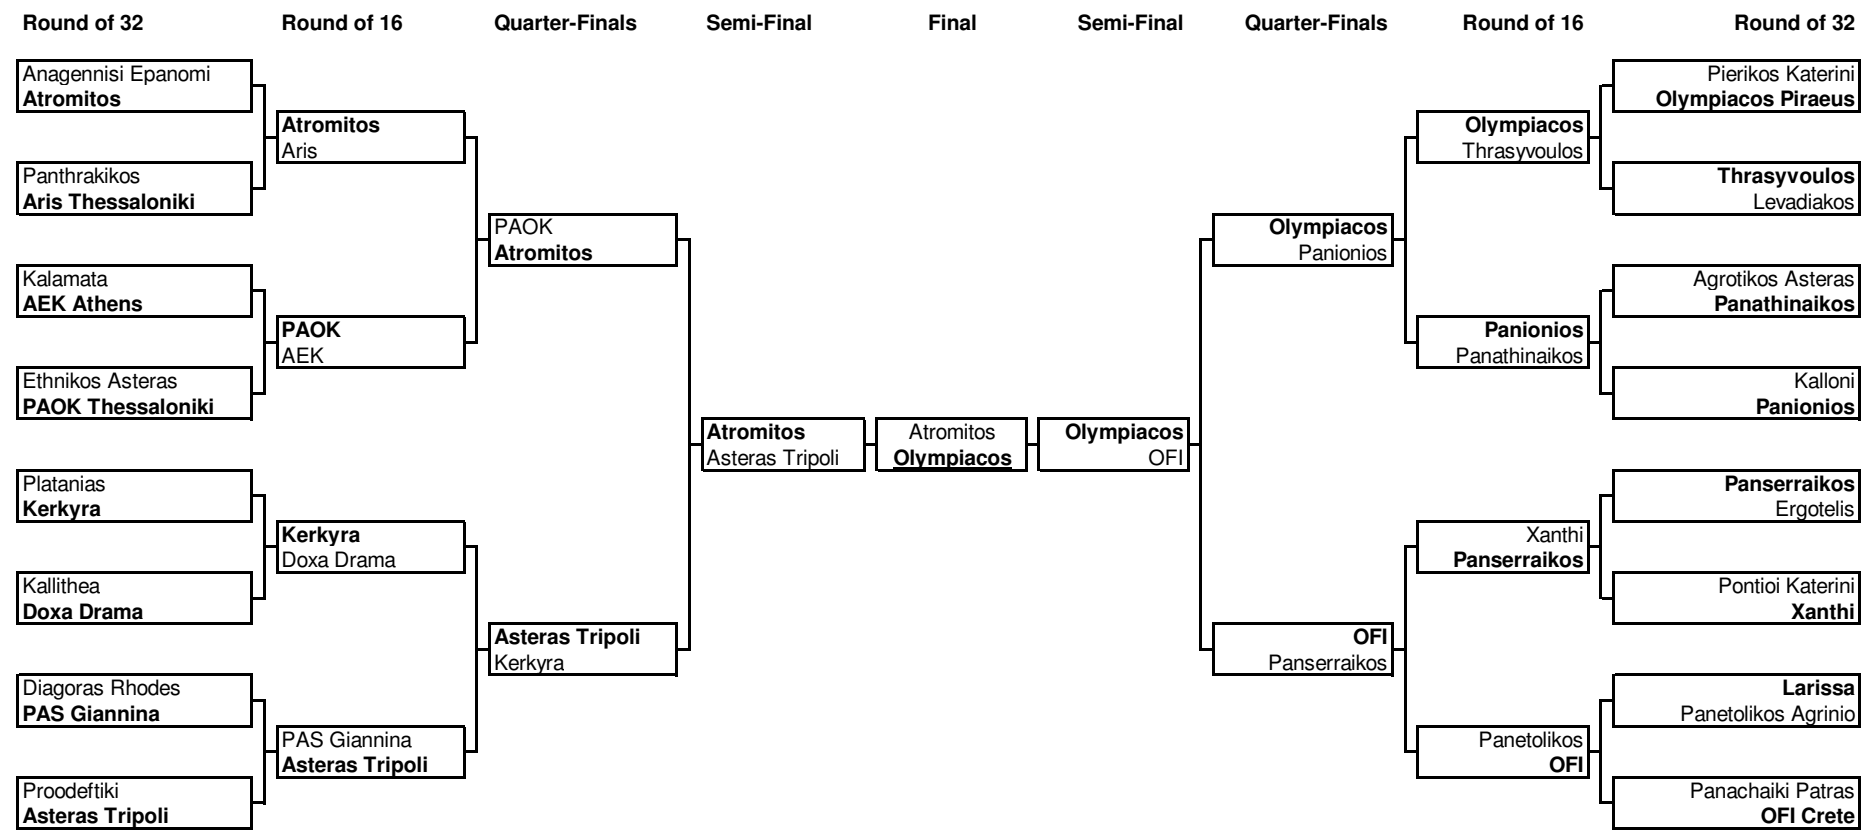 Round of 32
Round of 16
Quarter-Finals
Semi-Final
Final
Semi-Final
Quarter-Finals
Round of 16
Round of 32
Anagennisi Epanomi
Atromitos
Panthrakikos
Aris Thessaloniki
Kalamata
AEK Athens
Ethnikos Asteras
PAOK Thessaloniki
Platanias
Kerkyra
Kallithea
Doxa Drama
Diagoras Rhodes
PAS Giannina
Proodeftiki
Asteras Tripoli
Atromitos
Aris
PAOK
AEK
Kerkyra
Doxa Drama
PAS Giannina
Asteras Tripoli
PAOK
Atromitos
Asteras Tripoli
Kerkyra
Atromitos
Asteras Tripoli
Atromitos
Olympiacos
Olympiacos
OFI
Olympiacos
Panionios
OFI
Panserraikos
Olympiacos
Thrasyvoulos
Panionios
Panathinaikos
Xanthi
Panserraikos
Panetolikos
OFI
Pierikos Katerini
Olympiacos Piraeus
Thrasyvoulos
Levadiakos
Agrotikos Asteras
Panathinaikos
Kalloni
Panionios
Panserraikos
Ergotelis
Pontioi Katerini
Xanthi
Larissa
Panetolikos Agrinio
Panachaiki Patras
OFI Crete